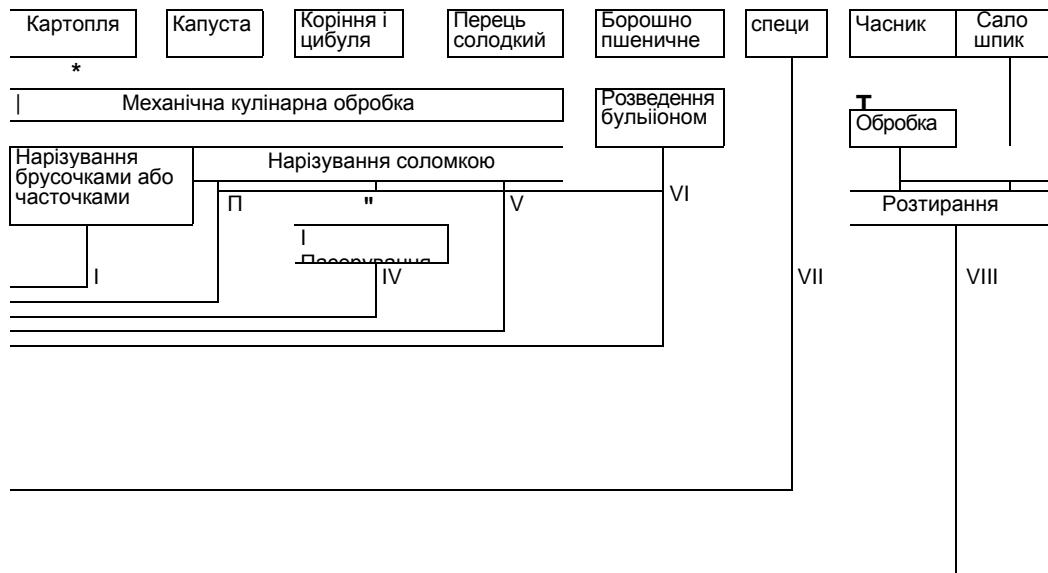 Картопля
Капуста
Коріння і
цибуля
Перець
солодкий
Борошно
пшеничне
специ
Часник
Сало
шпик
*
| Механічна кулінарна обробка
Розведення
бульііоном
Т
Обробка
Нарізування
брусочками або
часточками
Нарізування соломкою
П
"
V
VI
Розтирання
I
І
Пасерування
IV
VII
VIII